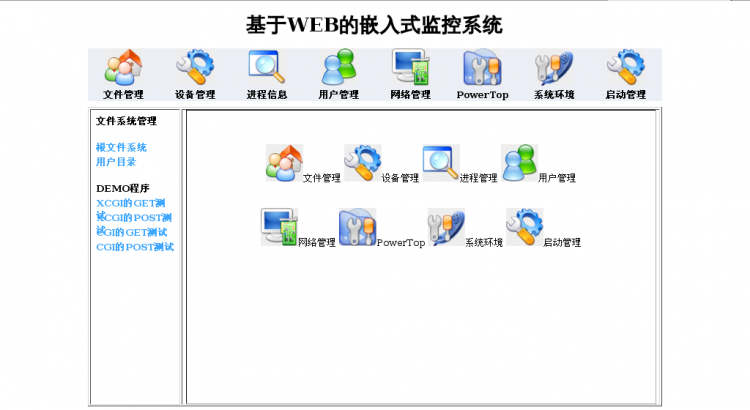 基于WEB的嵌入式监控系统
文件管理 设备管理 进程信息 用户管理 网络管理 PowerTop 系统环境 启动管理
文件系统管理
根文件系统
用户目录
DEMO程序
XCGI的GET测
试
XCGI的POST测
试
CGI的GET测试
CGI的POST测试
文件管理 设备管理 进程管理 用户管理
网络管理 PowerTop 系统环境 启动管理